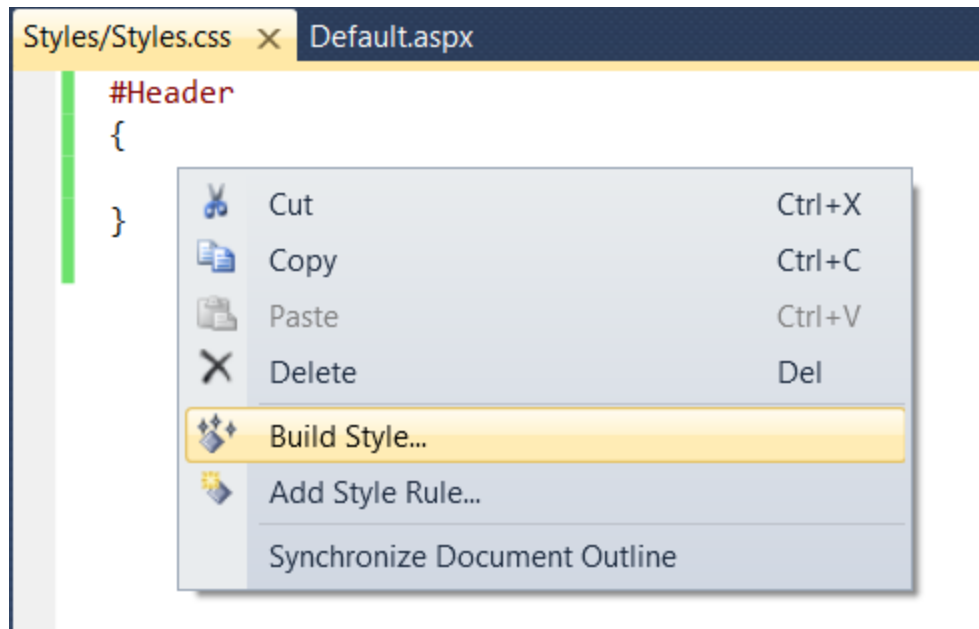 Styles/Styles.css Default.aspx
#Header
{
}
Cut Ctrl+X
Copy Ctrl+C
Paste Ctrl+V
Delete Del
Build Style...
Add Style Rule...
Synchronize Document Outline